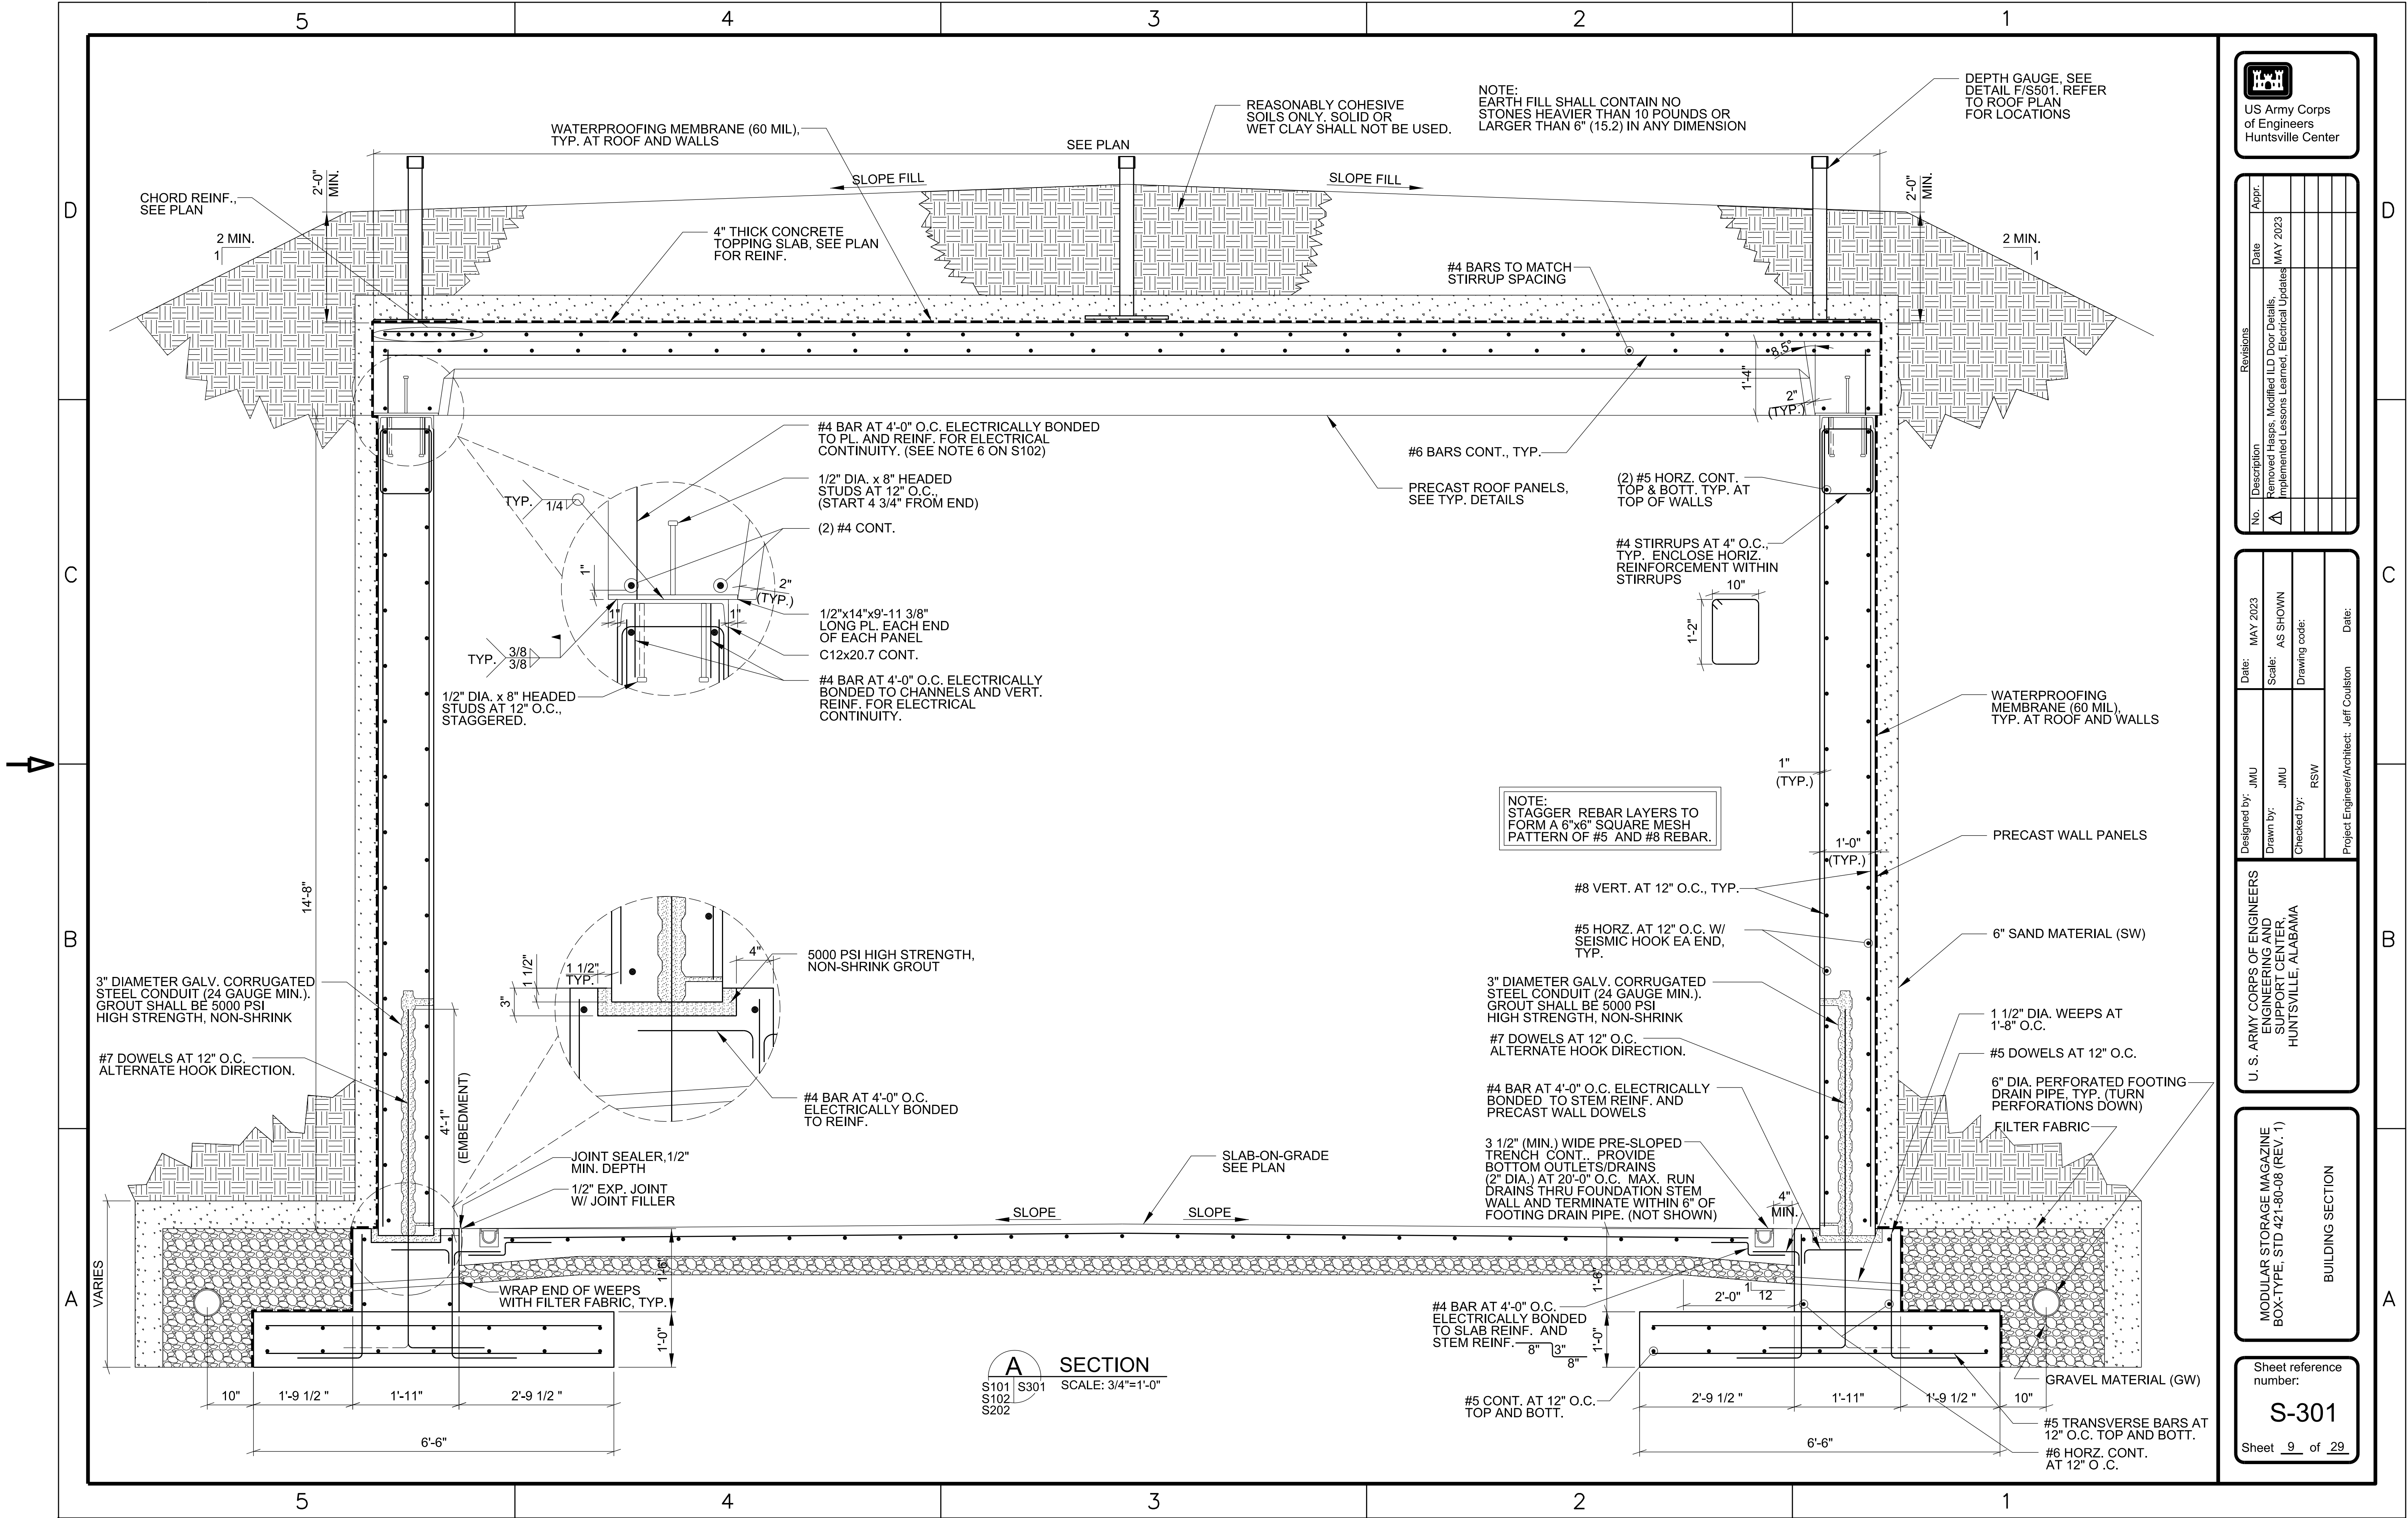 5
4
3
2
1
DEPTH GAUGE, SEE
DETAIL F/S501. REFER
TO ROOF PLAN
FOR LOCATIONS
NOTE:
EARTH FILL SHALL CONTAIN NO
STONES HEAVIER THAN 10 POUNDS OR
LARGER THAN 6" (15.2) IN ANY DIMENSION
REASONABLY COHESIVE
SOILS ONLY. SOLID OR
WET CLAY SHALL NOT BE USED.
WATERPROOFING MEMBRANE (60 MIL),
TYP. AT ROOF AND WALLS
SEE PLAN
SLOPE FILL
SLOPE FILL
2'-0"
MIN.
2'-0"
MIN.
CHORD REINF.,
SEE PLAN
D
D
2 MIN.
1
2 MIN.
1
4" THICK CONCRETE
TOPPING SLAB, SEE PLAN
FOR REINF.
#4 BARS TO MATCH
STIRRUP SPACING
8.5°
1'-4"
2"
(TYP.)
#4 BAR AT 4'-0" O.C. ELECTRICALLY BONDED
TO PL. AND REINF. FOR ELECTRICAL
CONTINUITY. (SEE NOTE 6 ON S102)
#6 BARS CONT., TYP.
1/2" DIA. x 8" HEADED
STUDS AT 12" O.C.,
(START 4 3/4" FROM END)
PRECAST ROOF PANELS,
SEE TYP. DETAILS
(2) #5 HORZ. CONT.
TOP & BOTT. TYP. AT
TOP OF WALLS
TYP.
1/4
(2) #4 CONT.
#4 STIRRUPS AT 4" O.C.,
TYP. ENCLOSE HORIZ.
REINFORCEMENT WITHIN
STIRRUPS
C
C
1"
2"
(TYP.)
10"
1'-2"
1"
1"
1/2"x14"x9'-11 3/8"
LONG PL. EACH END
OF EACH PANEL
C12x20.7 CONT.
TYP.
3/8
3/8
#4 BAR AT 4'-0" O.C. ELECTRICALLY
BONDED TO CHANNELS AND VERT.
REINF. FOR ELECTRICAL
CONTINUITY.
1/2" DIA. x 8" HEADED
STUDS AT 12" O.C.,
STAGGERED.
WATERPROOFING
MEMBRANE (60 MIL),
TYP. AT ROOF AND WALLS
1"
(TYP.)
NOTE:
STAGGER REBAR LAYERS TO
FORM A 6"x6" SQUARE MESH
PATTERN OF #5 AND #8 REBAR.
PRECAST WALL PANELS
1'-0"
(TYP.)
14'-8"
#8 VERT. AT 12" O.C., TYP.
B
B
#5 HORZ. AT 12" O.C. W/
SEISMIC HOOK EA END,
TYP.
6" SAND MATERIAL (SW)
5000 PSI HIGH STRENGTH,
NON-SHRINK GROUT
4"
1 1/2"
TYP.
1 1/2"
3"
3" DIAMETER GALV. CORRUGATED
STEEL CONDUIT (24 GAUGE MIN.).
GROUT SHALL BE 5000 PSI
HIGH STRENGTH, NON-SHRINK
3" DIAMETER GALV. CORRUGATED
STEEL CONDUIT (24 GAUGE MIN.).
GROUT SHALL BE 5000 PSI
HIGH STRENGTH, NON-SHRINK
1 1/2" DIA. WEEPS AT
1'-8" O.C.
#7 DOWELS AT 12" O.C.
ALTERNATE HOOK DIRECTION.
#7 DOWELS AT 12" O.C.
ALTERNATE HOOK DIRECTION.
#5 DOWELS AT 12" O.C.
6" DIA. PERFORATED FOOTING
DRAIN PIPE, TYP. (TURN
PERFORATIONS DOWN)
FILTER FABRIC
4'-1"
(EMBEDMENT)
#4 BAR AT 4'-0" O.C.
ELECTRICALLY BONDED
TO REINF.
#4 BAR AT 4'-0" O.C. ELECTRICALLY
BONDED TO STEM REINF. AND
PRECAST WALL DOWELS
JOINT SEALER,1/2"
MIN. DEPTH
1/2" EXP. JOINT
W/ JOINT FILLER
SLAB-ON-GRADE
SEE PLAN
3 1/2" (MIN.) WIDE PRE-SLOPED
TRENCH CONT.. PROVIDE
BOTTOM OUTLETS/DRAINS
(2" DIA.) AT 20'-0" O.C. MAX. RUN
DRAINS THRU FOUNDATION STEM
WALL AND TERMINATE WITHIN 6" OF
FOOTING DRAIN PIPE. (NOT SHOWN)
4"
MIN.
SLOPE
SLOPE
A
A
VARIES
WRAP END OF WEEPS
WITH FILTER FABRIC, TYP.
1'-6"
1'-0"
1'-6"
1'-0"
2'-0"
1
12
#4 BAR AT 4'-0" O.C.
ELECTRICALLY BONDED
TO SLAB REINF. AND
STEM REINF.
8"
3"
8"
A
S101
S102
S202
S301
SECTION
SCALE: 3/4"=1'-0"
10"
1'-9 1/2 "
1'-11"
2'-9 1/2 "
6'-6"
#5 CONT. AT 12" O.C.
TOP AND BOTT.
2'-9 1/2 "
1'-11"
1'-9 1/2 "
10"
6'-6"
GRAVEL MATERIAL (GW)
#5 TRANSVERSE BARS AT
12" O.C. TOP AND BOTT.
#6 HORZ. CONT.
AT 12" O .C.
5
4
3
2
1
US Army Corps
of Engineers
Huntsville Center
Revisions
No.
Description
Date
Appr.
1
Removed Hasps, Modified ILD Door Details,
Implemented Lessons Learned, Electrical Updates
MAY 2023
Designed by:
JMU
Date:
MAY 2023
Drawn by:
JMU
Scale:
AS SHOWN
Checked by:
RSW
Drawing code:
Project Engineer/Architect: Jeff Coulston
Date:
U. S. ARMY CORPS OF ENGINEERS
ENGINEERING AND
SUPPORT CENTER,
HUNTSVILLE, ALABAMA
MODULAR STORAGE MAGAZINE
BOX-TYPE, STD 421-80-08 (REV. 1)
BUILDING SECTION
Sheet reference
number:
S-301
Sheet 9 of 29